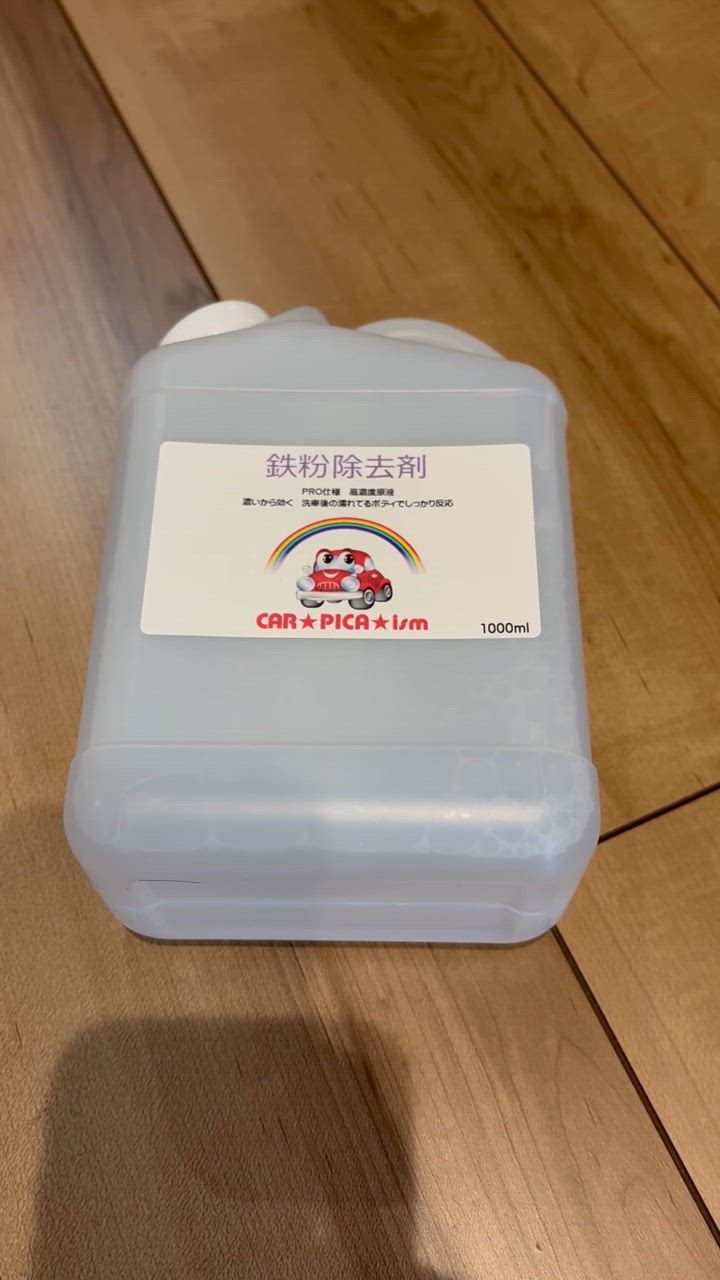 鉄粉除去剤
PRO仕様 高濃度原液
濃いから効く 洗車後の濡れてるボディでしっかり反応
CAR★PICA★ism
1000ml